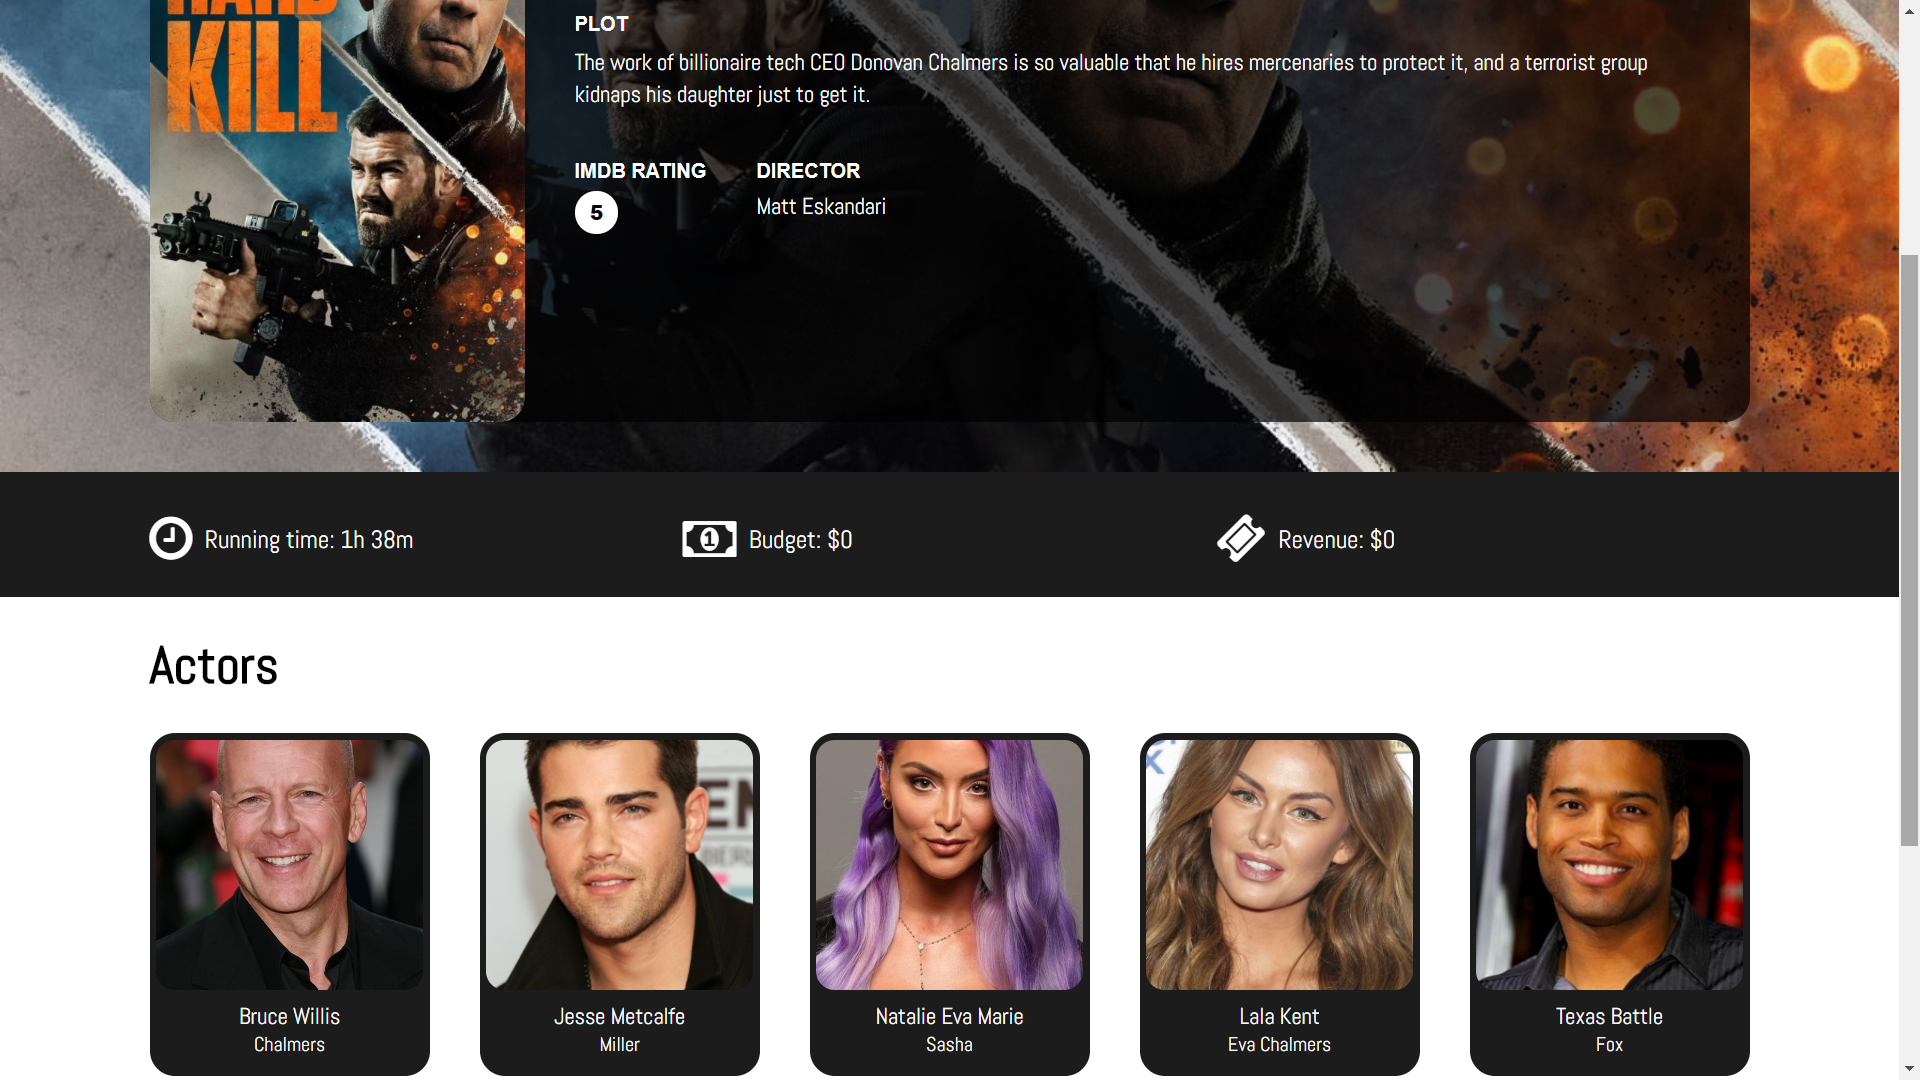 HARD
KILL
PLOT
The work of billionaire tech CEO Donovan Chalmers is so valuable that he hires mercenaries to protect it, and a terrorist group
kidnaps his daughter just to get it.
IMDB RATING
DIRECTOR
5
Matt Eskandari
Running time: 1h 38m
1
Budget: $0
Revenue: $0
Actors
Bruce Willis
Chalmers
Jesse Metcalfe
Miller
Natalie Eva Marie
Sasha
Lala Kent
Eva Chalmers
Texas Battle
Fox